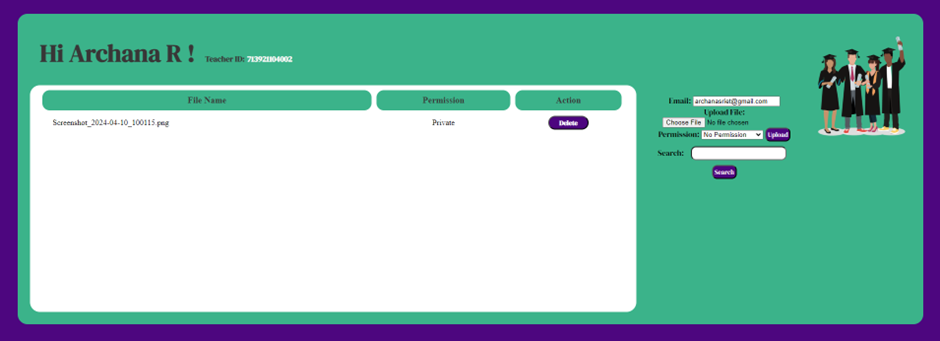 Hi Archana R ! Teacher ID: 713921104002
File Name Permission Action
Screenshot_2024-04-10_100115.png Private Delete
Email: archanasriet@gmail.com
Upload File:
Choose File No file chosen
Permission: No Permission Upload
Search:
Search